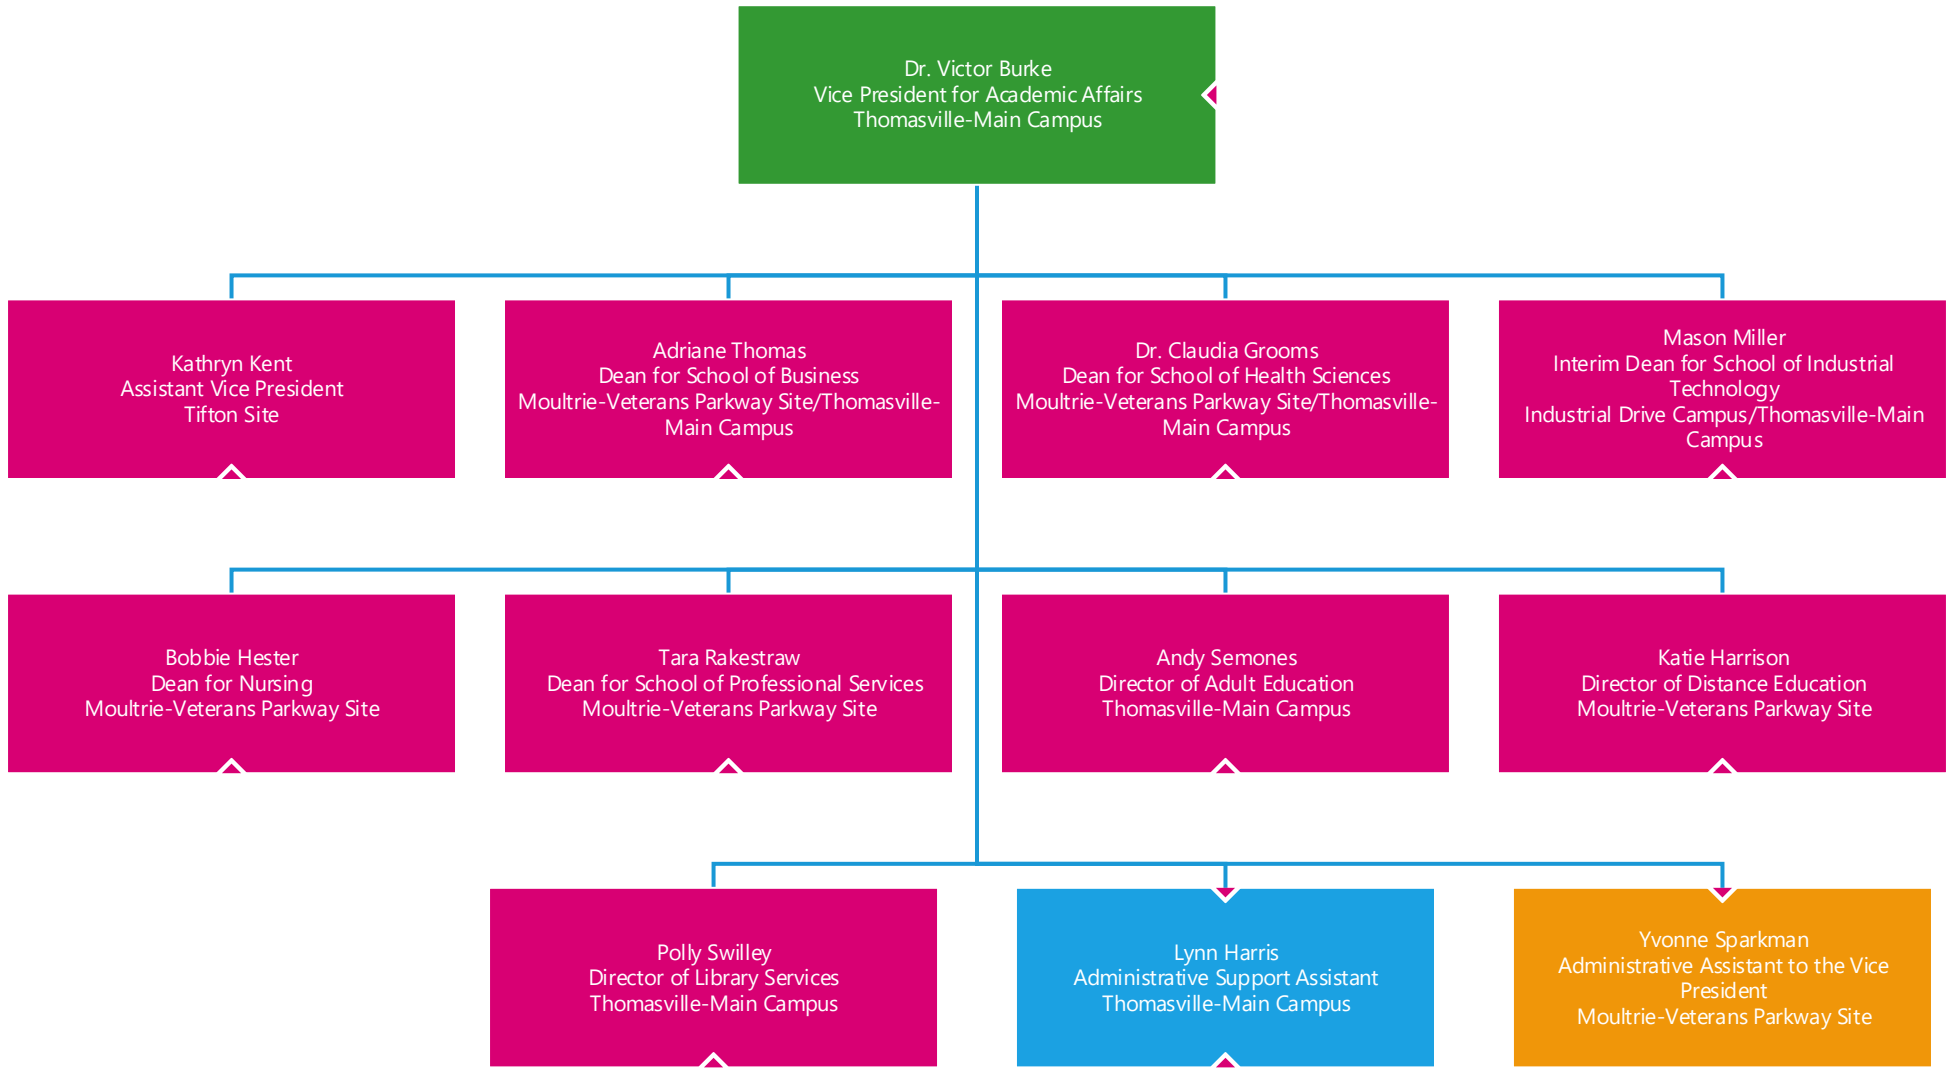 Dr. Victor Burke
Vice President for Academic Affairs
Thomasville-Main Campus
Kathryn Kent
Assistant Vice President
Tifton Site
Adriane Thomas
Dean for School of Business
Moultrie-Veterans Parkway Site/Thomasville-
Main Campus
Dr. Claudia Grooms
Dean for School of Health Sciences
Moultrie-Veterans Parkway Site/Thomasville-
Main Campus
Mason Miller
Interim Dean for School of Industrial
Technology
Industrial Drive Campus/Thomasville-Main
Campus
Bobbie Hester
Dean for Nursing
Moultrie-Veterans Parkway Site
Tara Rakestraw
Dean for School of Professional Services
Moultrie-Veterans Parkway Site
Andy Semones
Director of Adult Education
Thomasville-Main Campus
Katie Harrison
Director of Distance Education
Moultrie-Veterans Parkway Site
Polly Swilley
Director of Library Services
Thomasville-Main Campus
Lynn Harris
Administrative Support Assistant
Thomasville-Main Campus
Yvonne Sparkman
Administrative Assistant to the Vice
President
Moultrie-Veterans Parkway Site